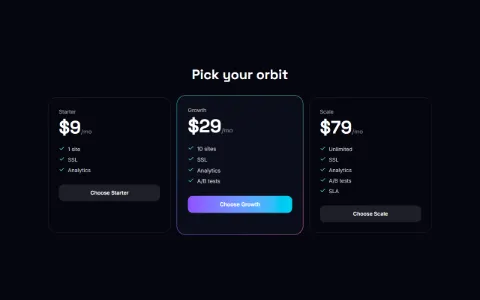 Pick your orbit
Starter
$9/mo
1 site
SSL
Analytics
Choose Starter
Growth
$29/mo
10 sites
SSL
Analytics
A/B tests
Choose Growth
Scale
$79/mo
Unlimited
SSL
Analytics
A/B tests
SLA
Choose Scale